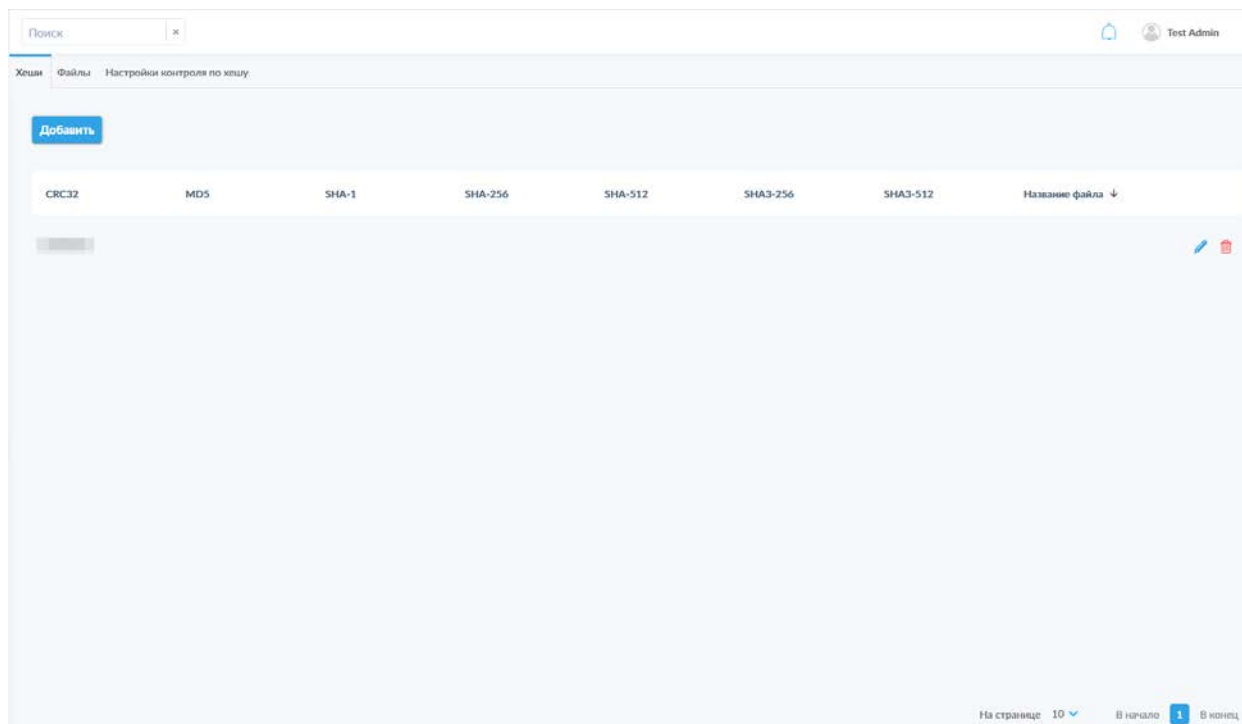 Поиск ×
Test Admin
Хеши Файлы Настройки контроля по хешу
Добавить
CRC32 MD5 SHA-1 SHA-256 SHA-512 SHA3-256 SHA3-512 Название файла ↓
На странице 10 В начало 1 В конец